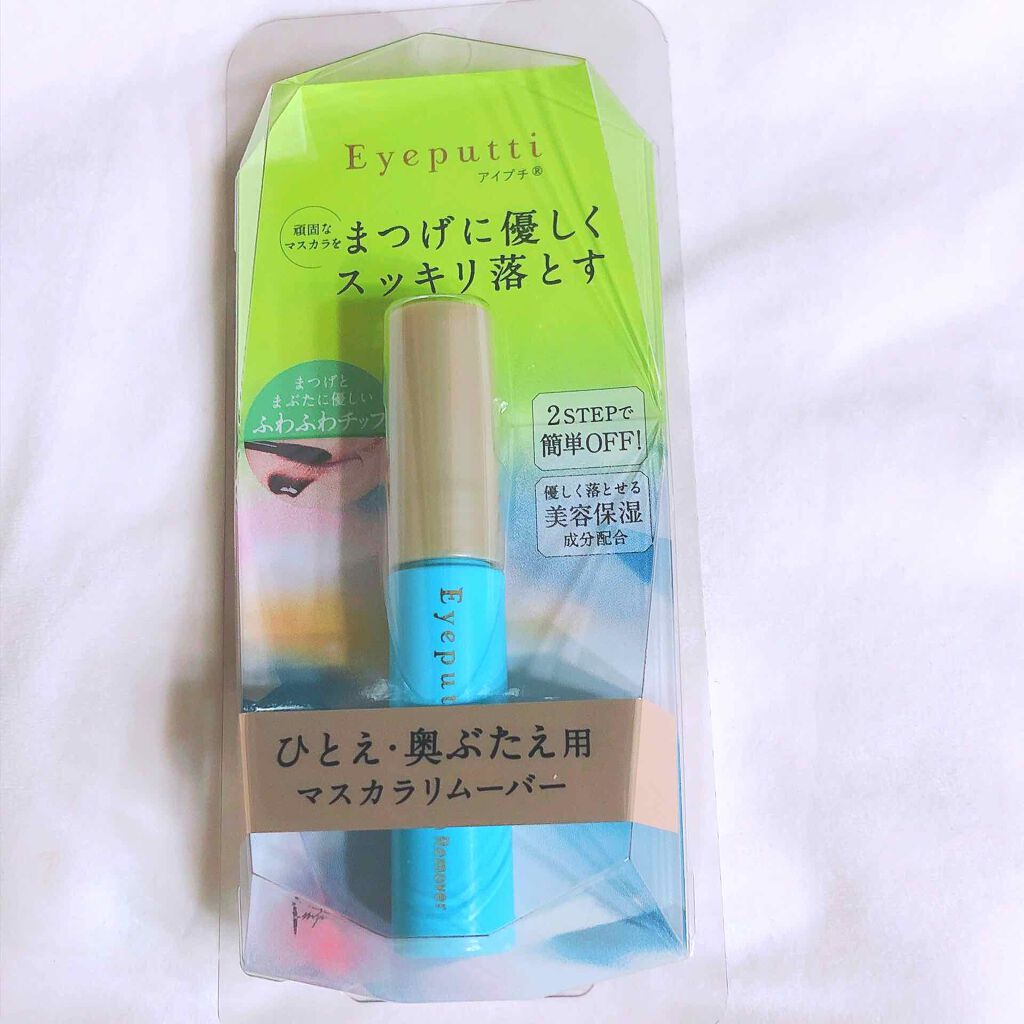 Eyeputti
アイプチ®
頑固な
マスカラを
まつげに優しく
スッキリ落とす
まつげと
まぶたに優しい
ふわふわチップ
2STEPで
簡単OFF!
優しく落とせる
美容保湿
成分配合
Eyeput
ひとえ・奥ぶたえ用
マスカラリムーバー
Remover